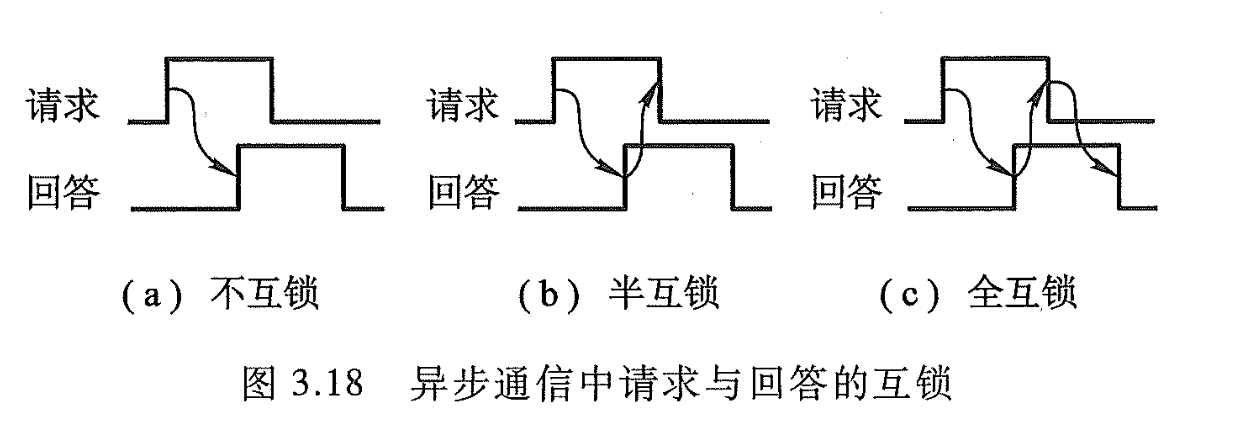 请求 请求 请求
回答 回答 回答
(a) 不互锁 (b) 半互锁 (c) 全互锁
图 3.18 异步通信中请求与回答的互锁